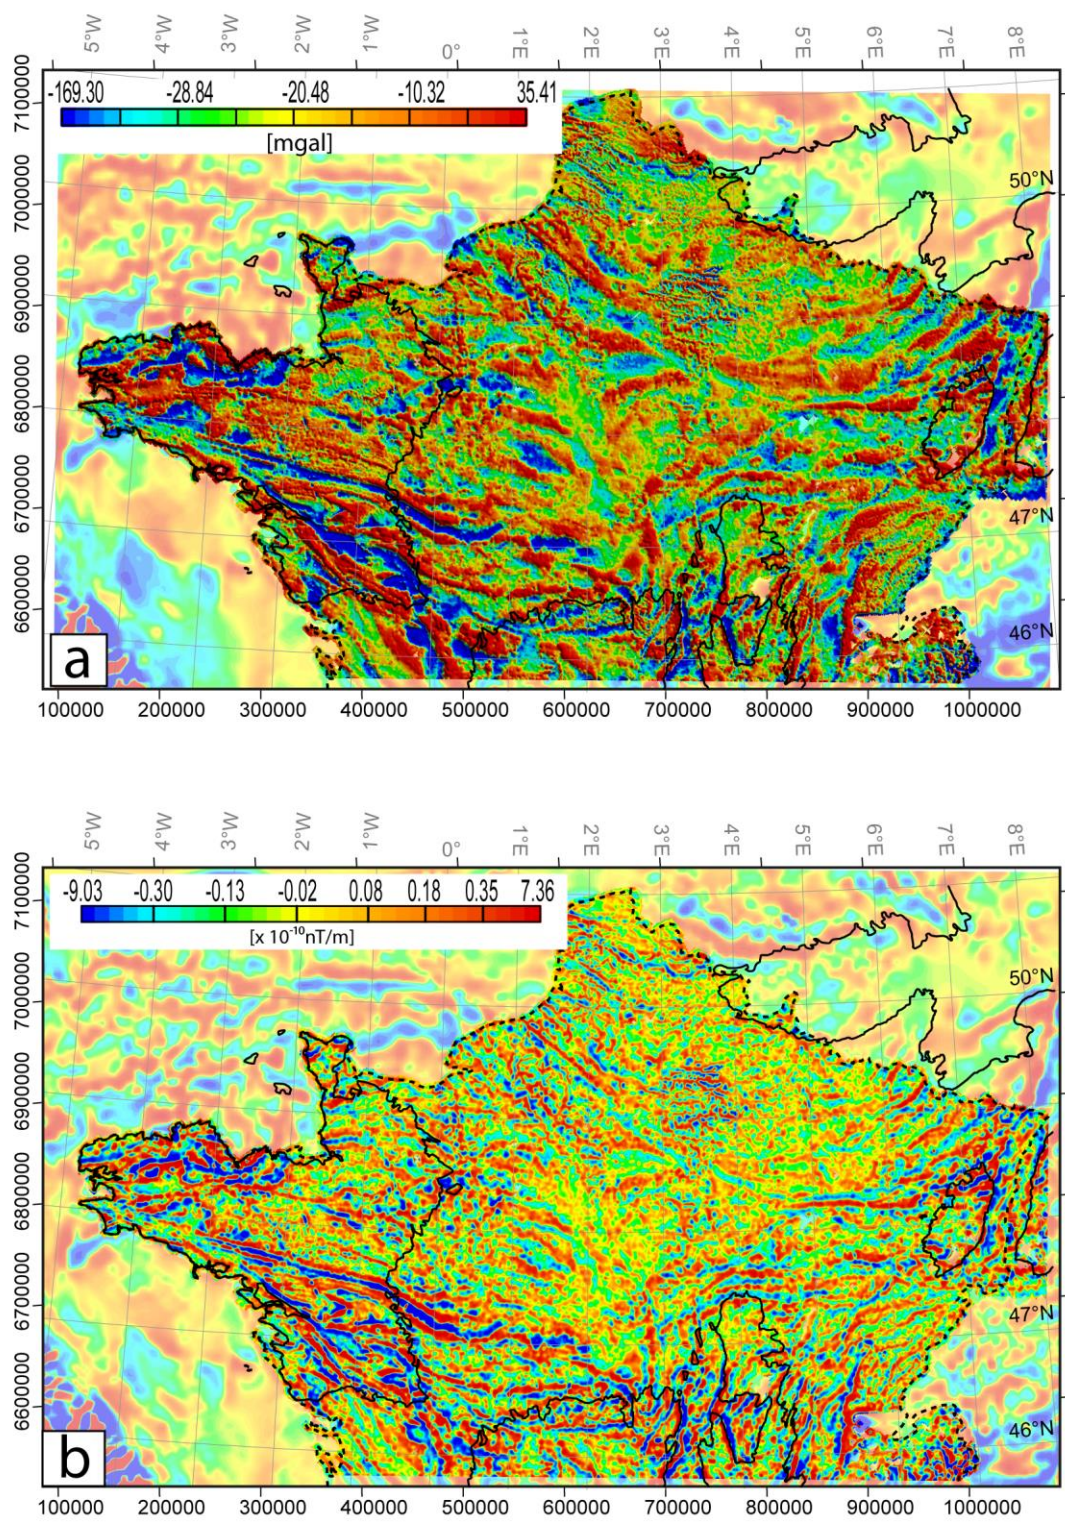 5°W 4°W 3°W 2°W 1°W 0° 1°E 2°E 3°E 4°E 5°E 6°E 7°E 8°E
-169.30 -28.84 -20.48 -10.32 35.41
[mgal]
7100000
7000000
6900000
6800000
6700000
6600000
50°N
47°N
46°N
a
100000 200000 300000 400000 500000 600000 700000 800000 900000 1000000
5°W 4°W 3°W 2°W 1°W 0° 1°E 2°E 3°E 4°E 5°E 6°E 7°E 8°E
-9.03 -0.30 -0.13 -0.02 0.08 0.18 0.35 7.36
[x 10⁻¹⁰nT/m]
7100000
7000000
6900000
6800000
6700000
6600000
50°N
47°N
46°N
b
100000 200000 300000 400000 500000 600000 700000 800000 900000 1000000